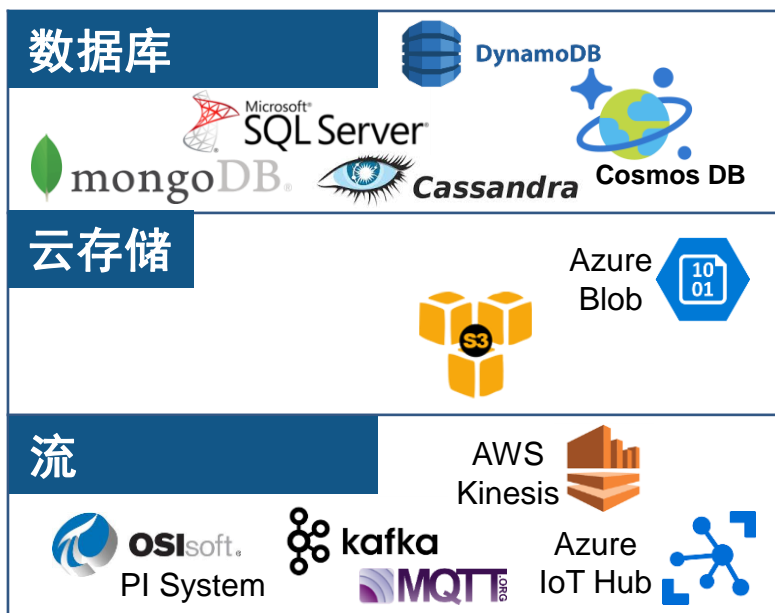 数据库
DynamoDB
Microsoft®
SQL Server®
mongoDB®
Cassandra
Cosmos DB
云存储
Azure
Blob
10
01
S3
流
AWS
Kinesis
OSIsoft.
PI System
kafka
MQTT.ORG
Azure
IoT Hub